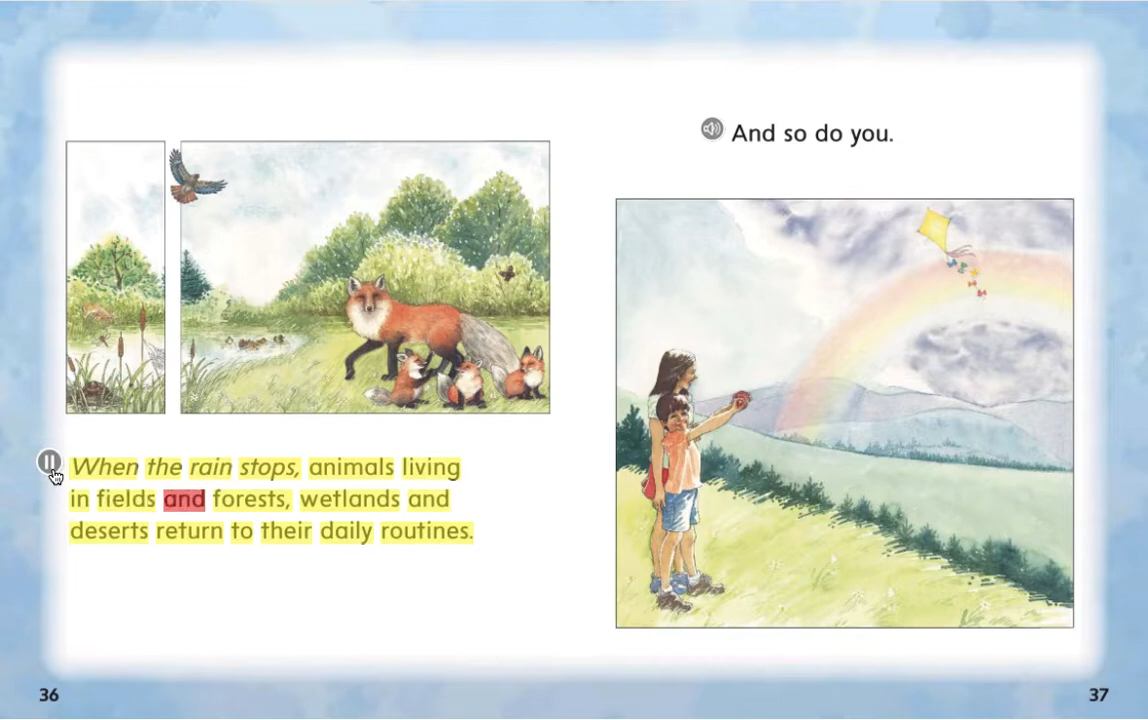 When the rain stops, animals living
in fields and forests, wetlands and
deserts return to their daily routines.
36
And so do you.
37